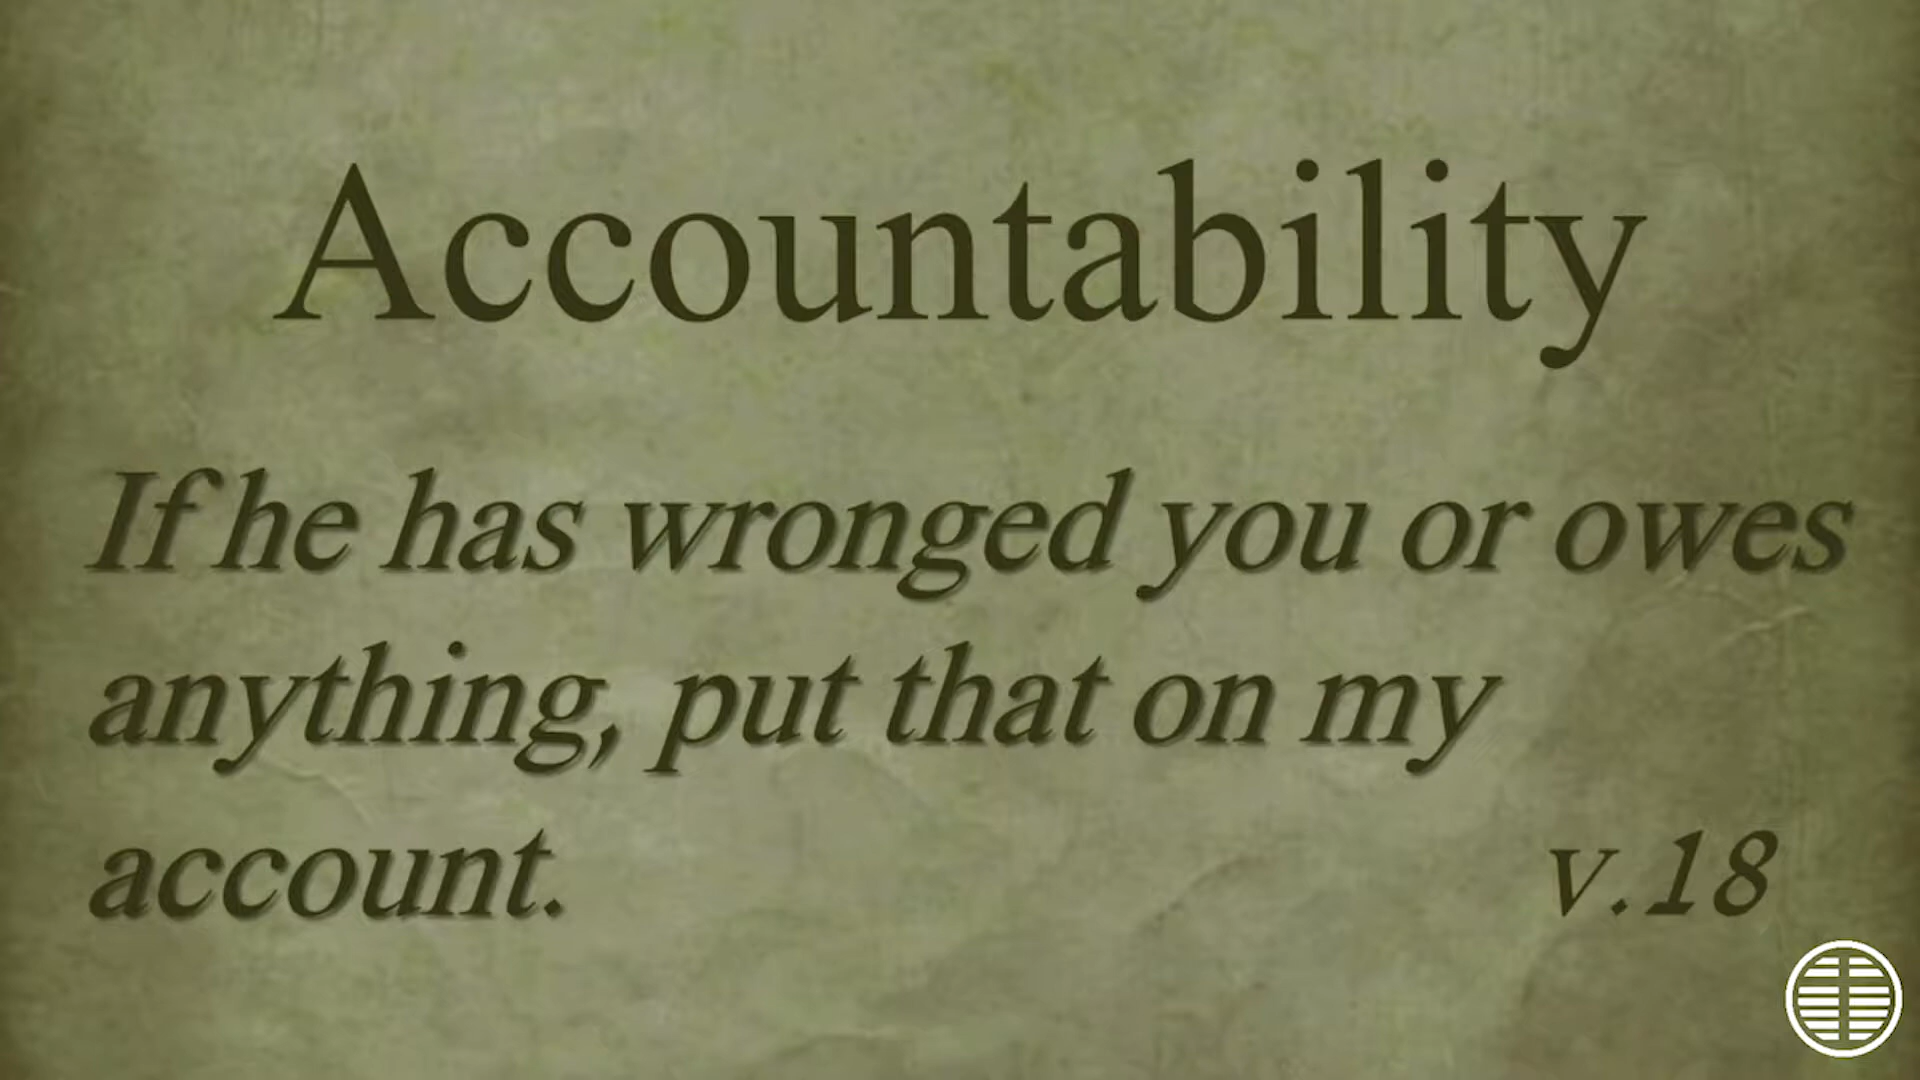 Accountability
If he has wronged you or owes
anything, put that on my
account. v.18